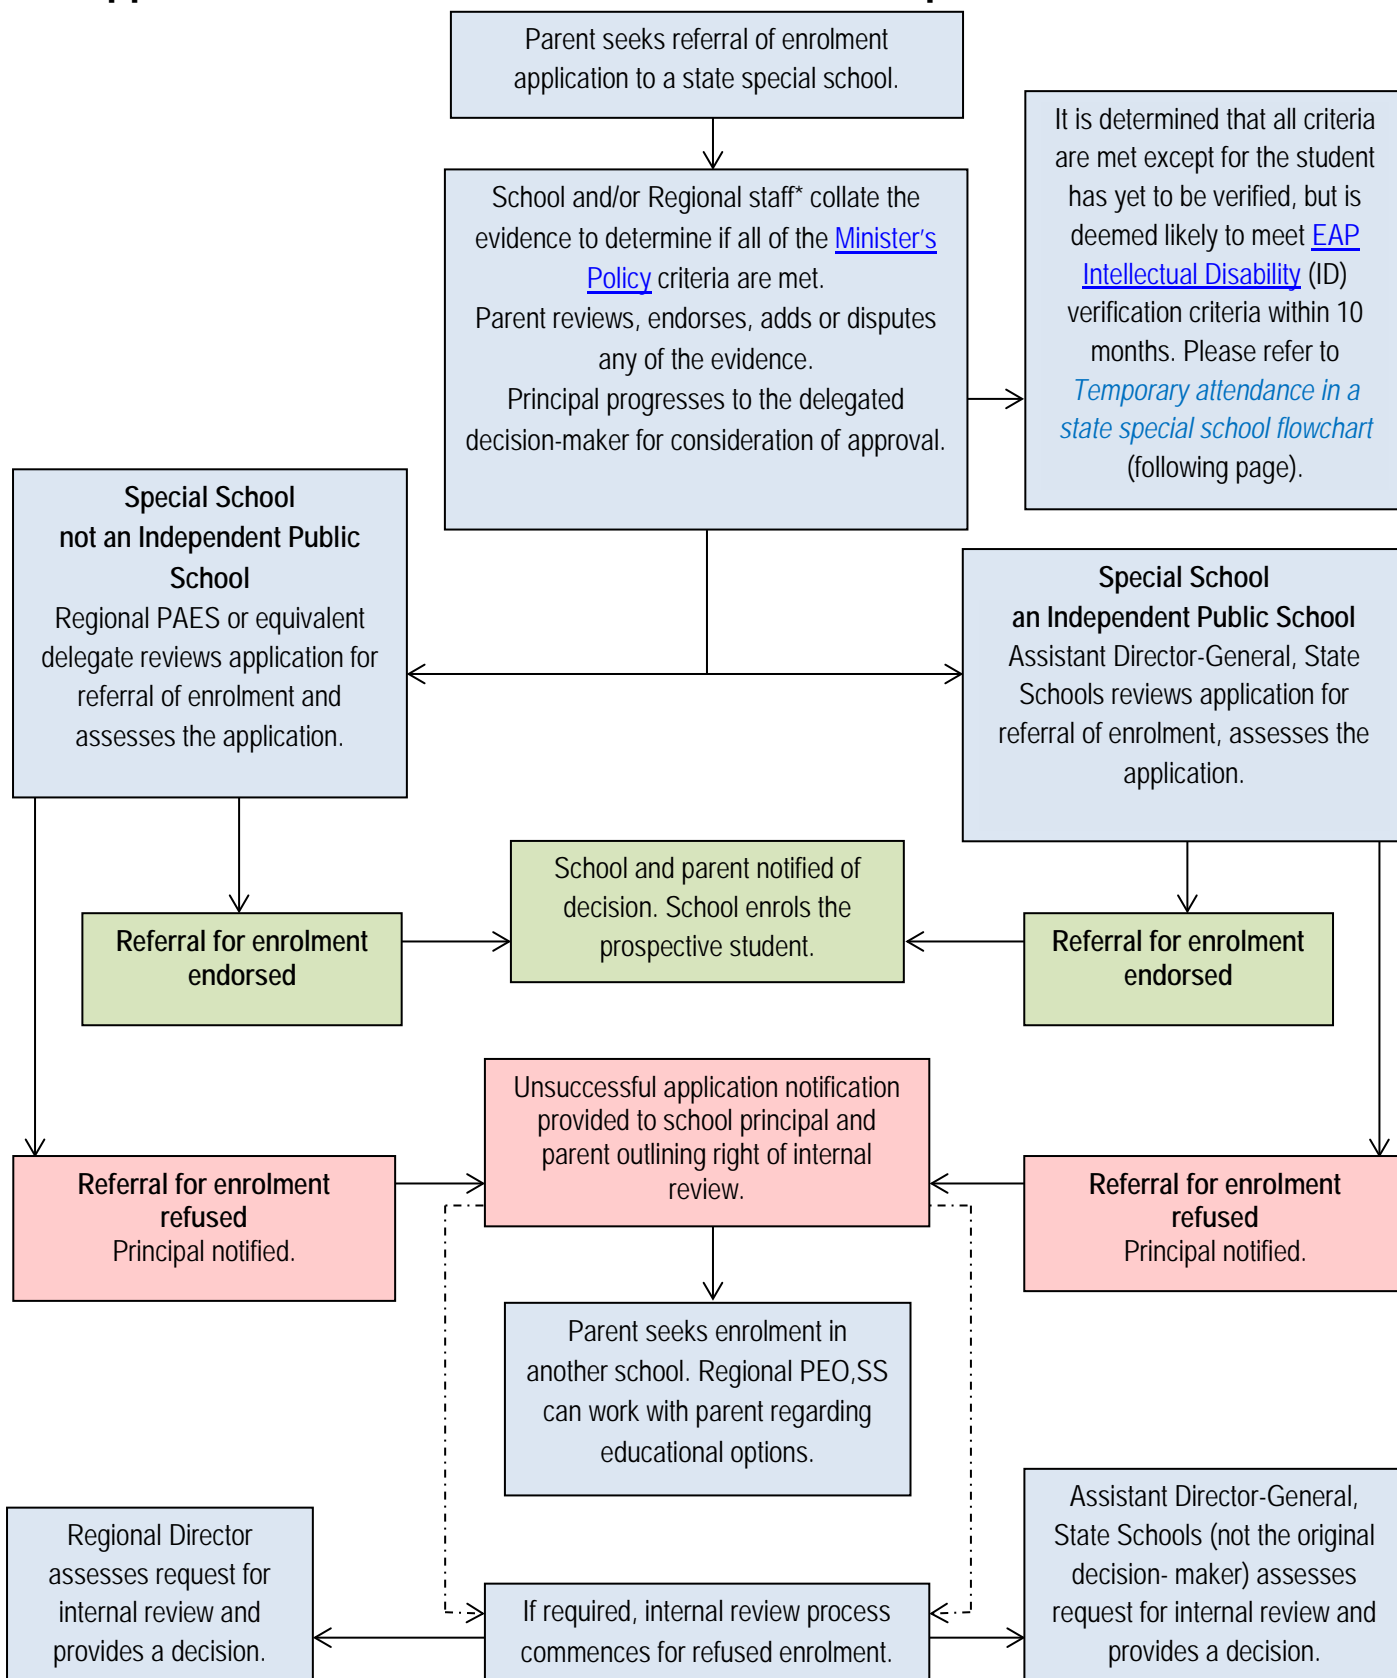 Parent seeks referral of enrolment
application to a state special school.
School and/or Regional staff* collate the
evidence to determine if all of the Minister’s
Policy criteria are met.
Parent reviews, endorses, adds or disputes
any of the evidence.
Principal progresses to the delegated
decision-maker for consideration of approval.
It is determined that all criteria
are met except for the student
has yet to be verified, but is
deemed likely to meet EAP
Intellectual Disability (ID)
verification criteria within 10
months. Please refer to
Temporary attendance in a
state special school flowchart
(following page).
Special School
not an Independent Public
School
Regional PAES or equivalent
delegate reviews application for
referral of enrolment and
assesses the application.
Special School
an Independent Public School
Assistant Director-General, State
Schools reviews application for
referral of enrolment, assesses the
application.
Referral for enrolment
endorsed
School and parent notified of
decision. School enrols the
prospective student.
Referral for enrolment
endorsed
Referral for enrolment
refused
Principal notified.
Unsuccessful application notification
provided to school principal and
parent outlining right of internal
review.
Referral for enrolment
refused
Principal notified.
Parent seeks enrolment in
another school. Regional PEO,SS
can work with parent regarding
educational options.
Regional Director
assesses request for
internal review and
provides a decision.
If required, internal review process
commences for refused enrolment.
Assistant Director-General,
State Schools (not the original
decision- maker) assesses
request for internal review and
provides a decision.